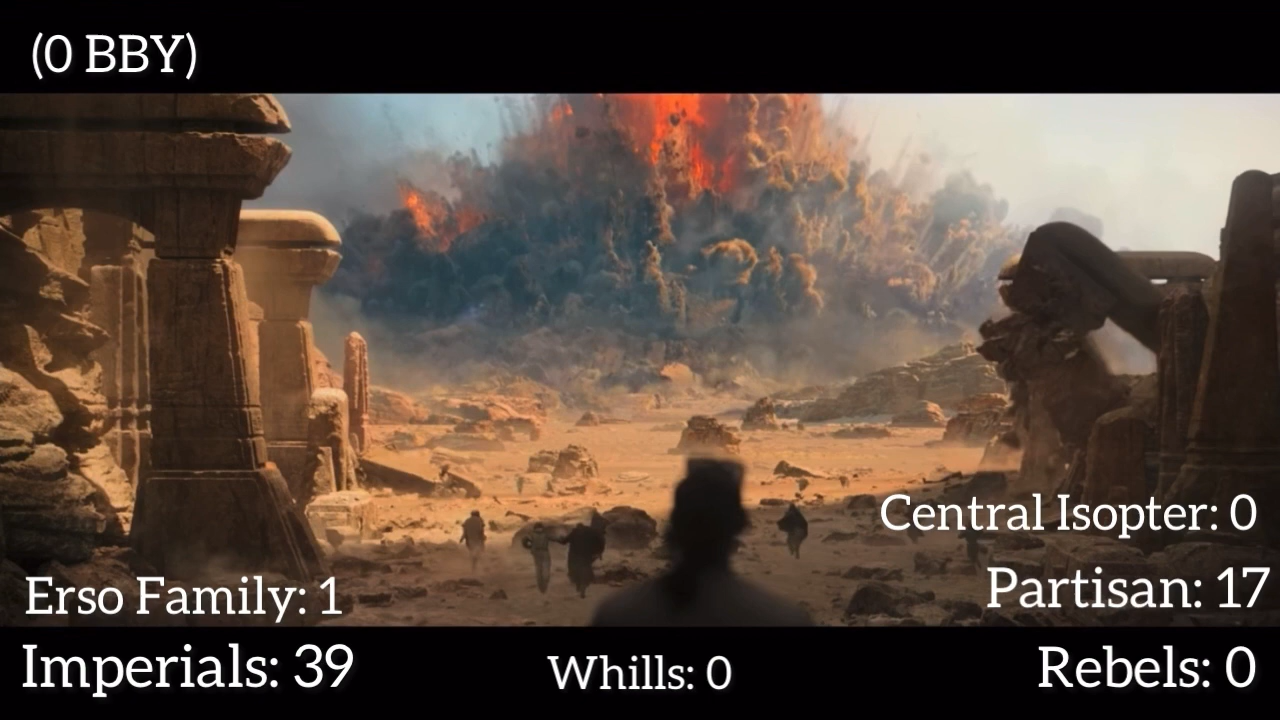 (0 BBY)
Central Isopter: 0
Erso Family: 1
Partisan: 17
Imperials: 39
Whills: 0
Rebels: 0